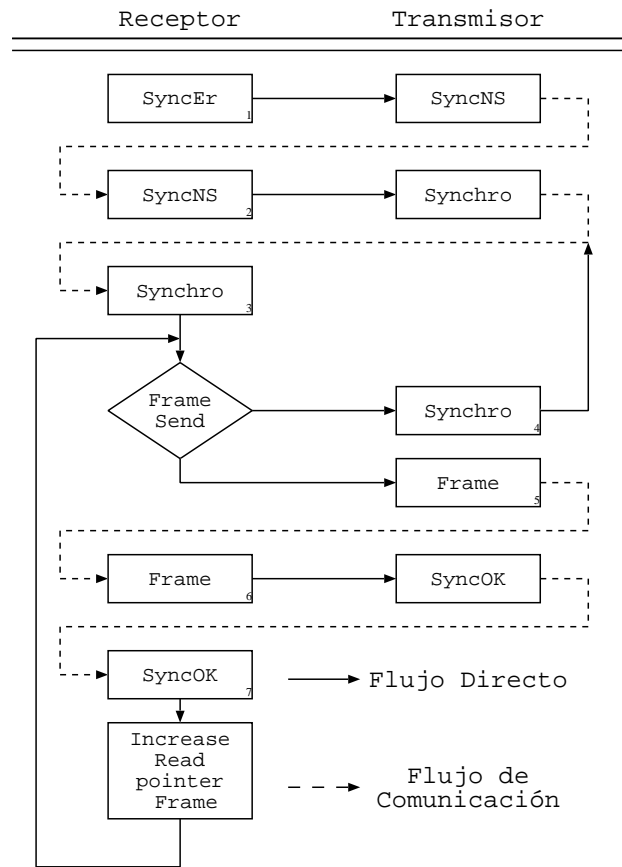 Receptor Transmisor
SyncEr 1 SyncNS
SyncNS 2 Synchro
Synchro 3
Frame
Send
Synchro 4
Frame 5
Frame 6 SyncOK
SyncOK 7
Flujo Directo
Increase
Read
pointer
Frame
Flujo de
Comunicación